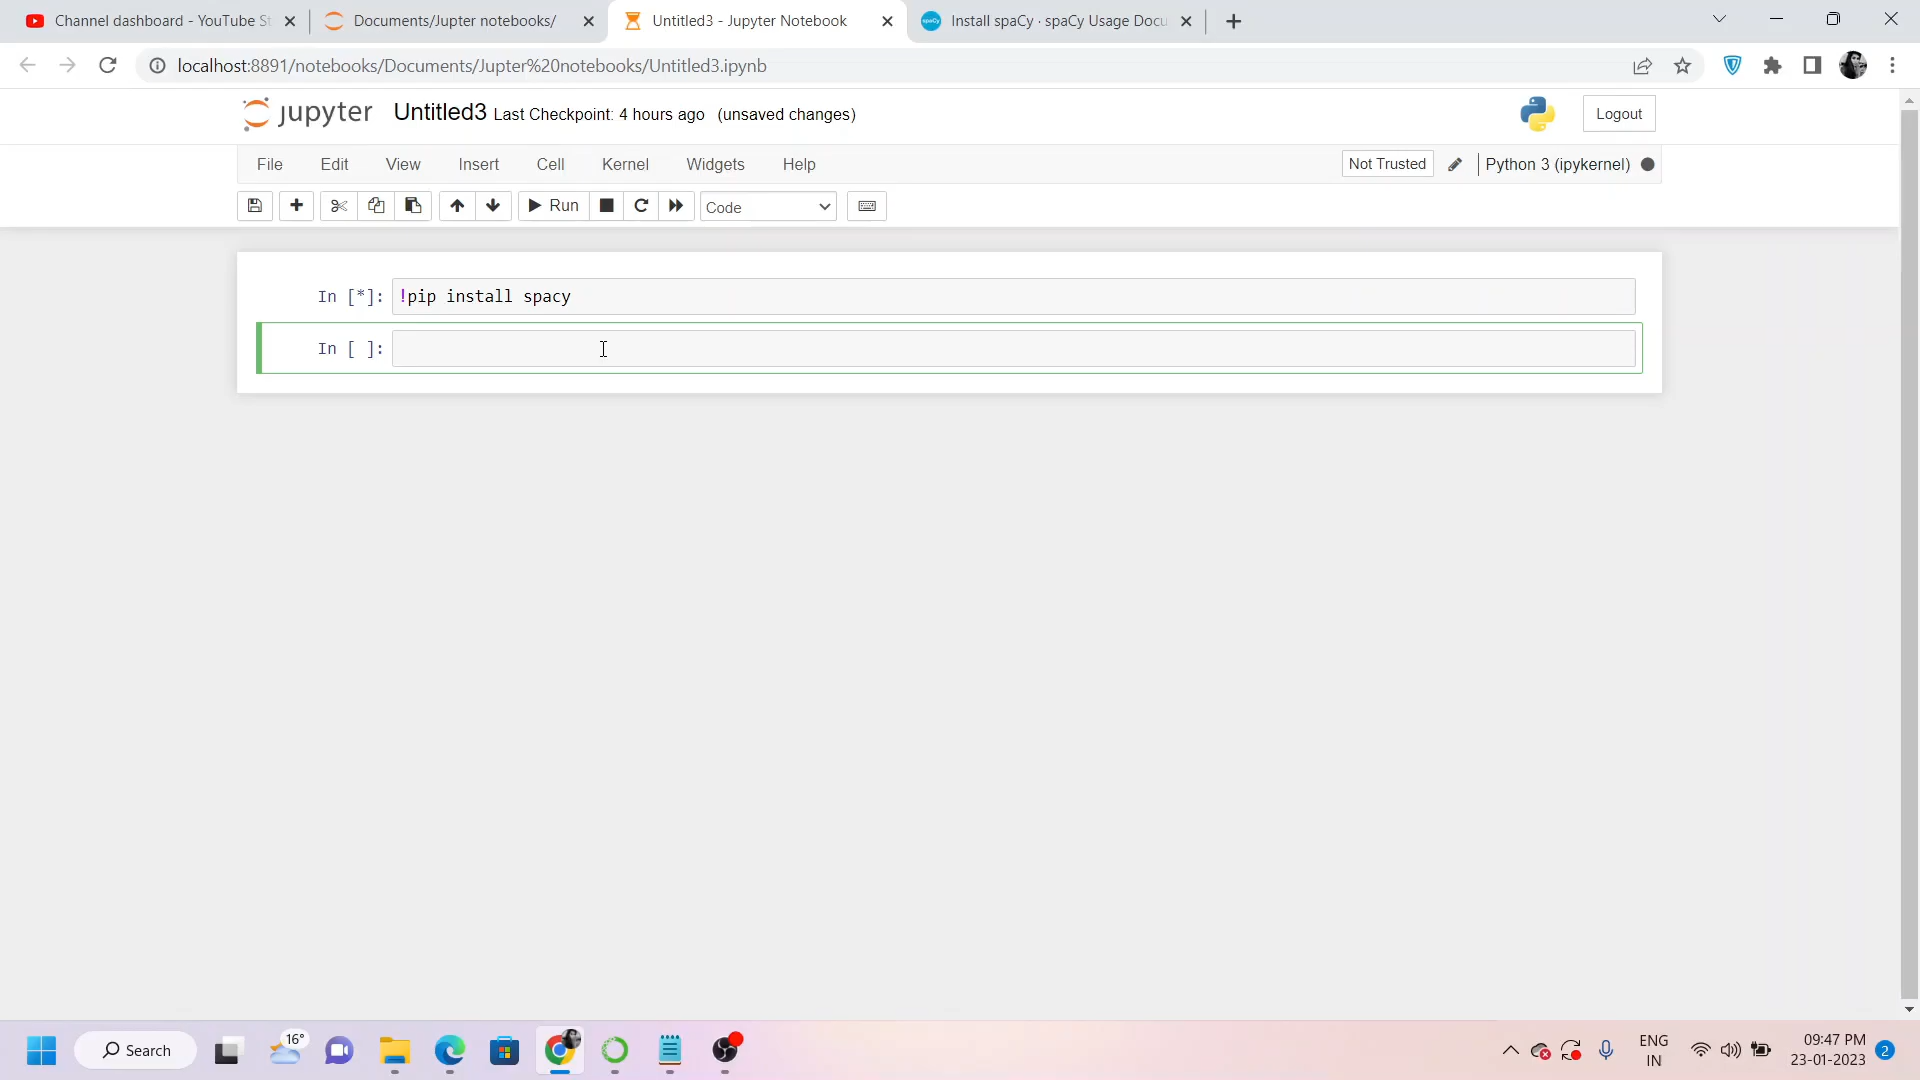 Channel dashboard - YouTube St
Documents/Jupter notebooks/
Untitled3 - Jupyter Notebook
spaCy
Install spaCy · spaCy Usage Docu
localhost:8891/notebooks/Documents/Jupter%20notebooks/Untitled3.ipynb
jupyter
Untitled3 Last Checkpoint: 4 hours ago (unsaved changes)
Logout
File Edit View Insert Cell Kernel Widgets Help
Not Trusted
Python 3 (ipykernel)
Run
Code
In [*]: !pip install spacy
In [ ]:
Search
16°
ENG
IN
09:47 PM
23-01-2023
2